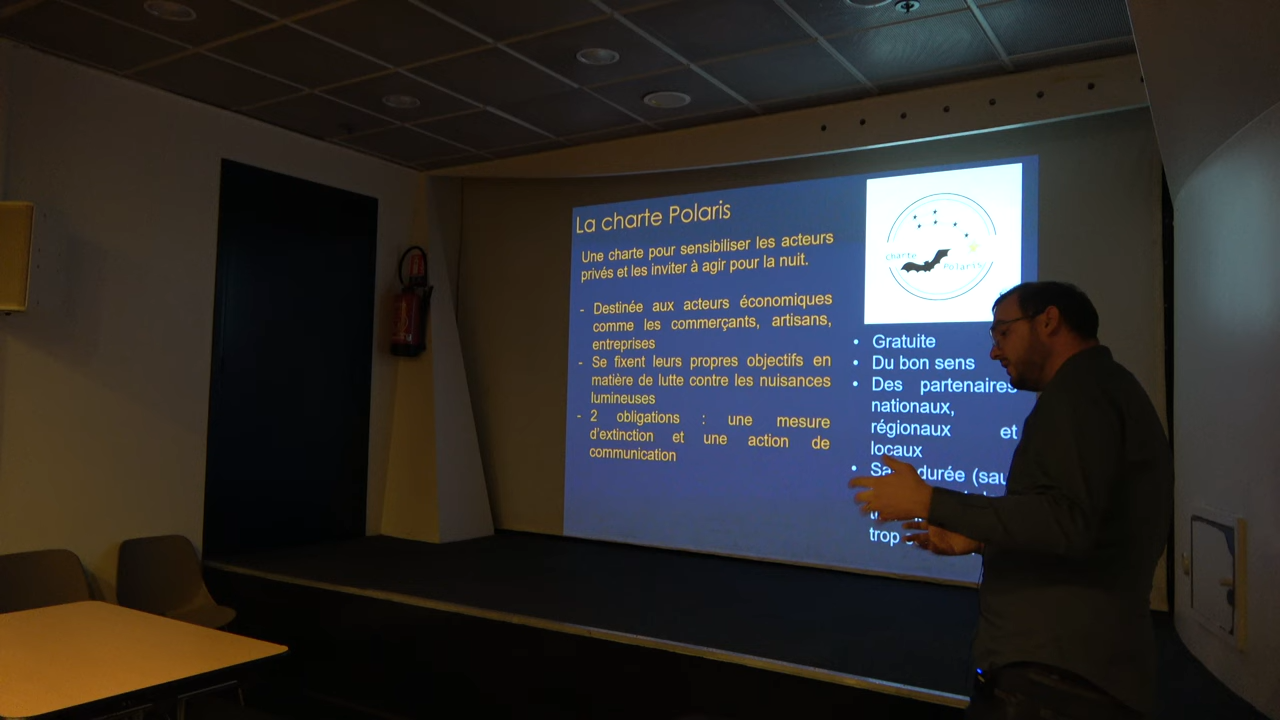 La charte Polaris
Une charte pour sensibiliser les acteurs
privés et les inviter à agir pour la nuit.
- Destinée aux acteurs économiques
comme les commerçants, artisans,
entreprises
- Se fixent leurs propres objectifs en
matière de lutte contre les nuisances
lumineuses
- 2 obligations : une mesure
d'extinction et une action de
communication
Charte
Polaris
• Gratuite
• Du bon sens
• Des partenaires
nationaux,
régionaux et
locaux
• durée
trop